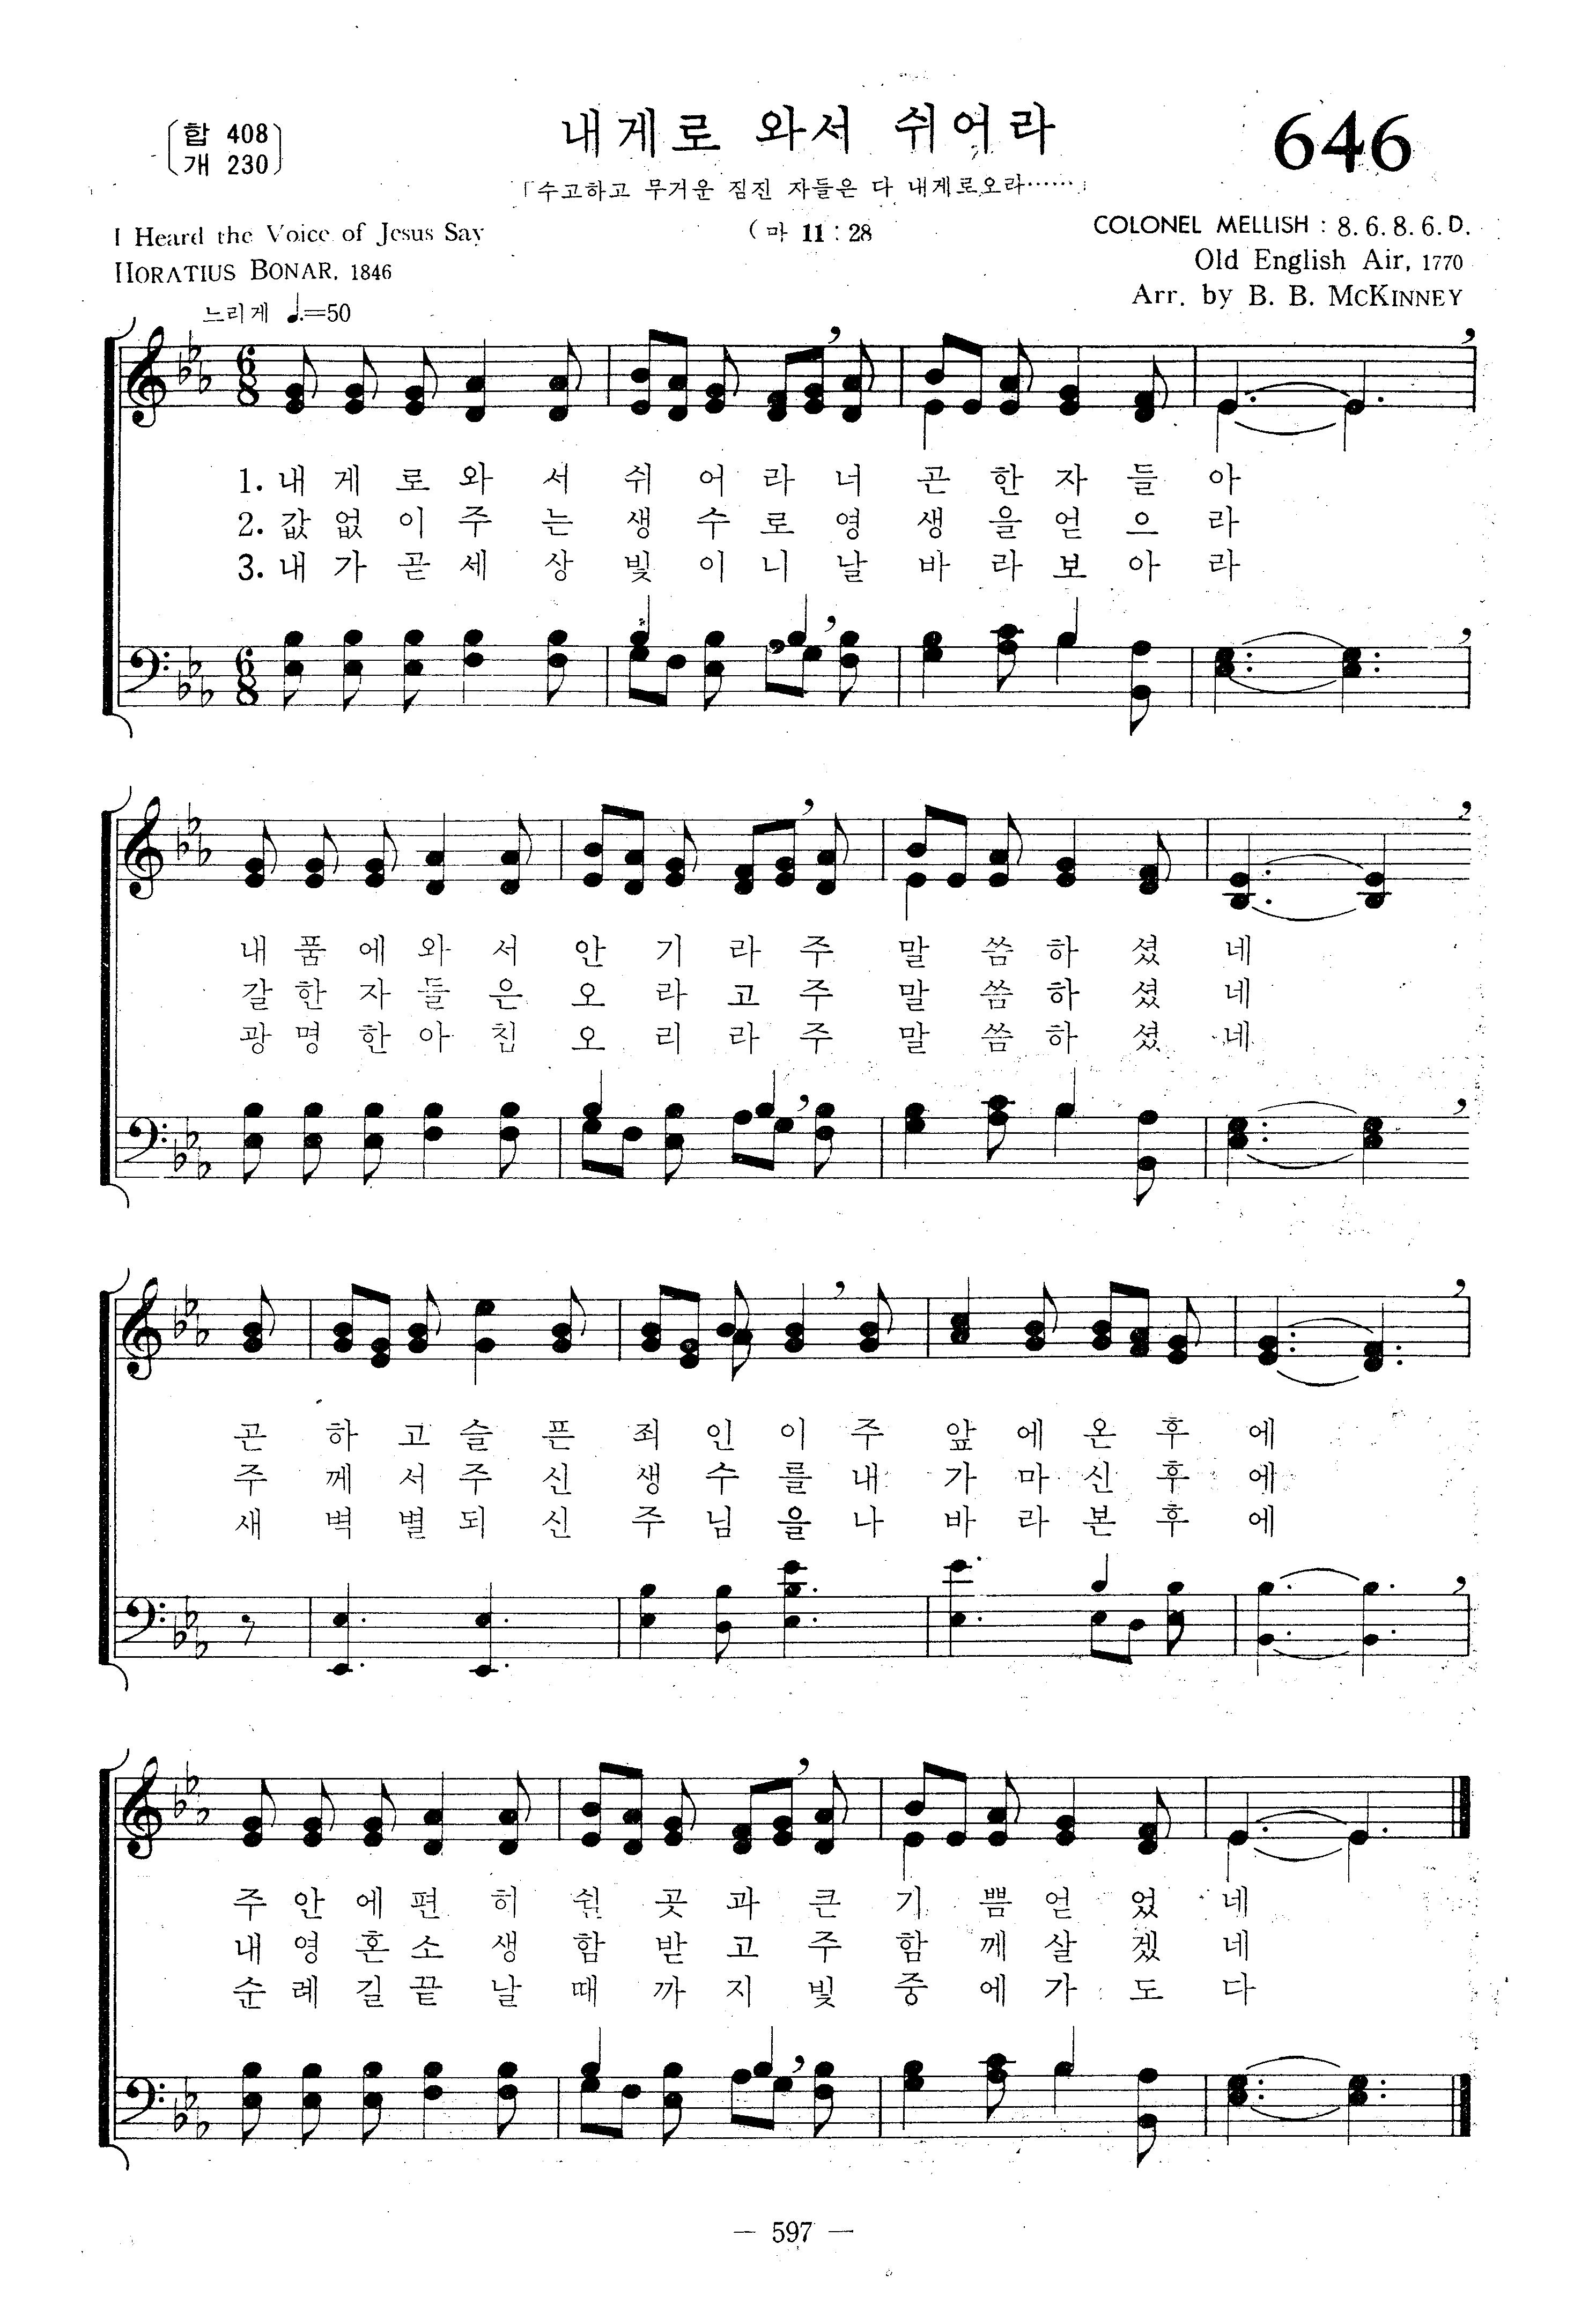 합 408
개 230
내게로 와서 쉬어라
646
「수고하고 무거운 짐진 자들은 다 내게로오라……」
(마 11 : 28
I Heard the Voice of Jesus Say
HORATIUS BONAR, 1846
COLONEL MELLISH : 8. 6. 8. 6. D.
Old English Air, 1770
Arr. by B. B. MCKINNEY
느리게 ♩.=50
1. 내 게 로 와 서 쉬 어 라 너 곤 한 자 들 아
2. 값 없 이 주 는 생 수 로 영 생 을 얻 으 라
3. 내 가 곧 세 상 빛 이 니 날 바 라 보 아 라
내 품 에 와 서 안 기 라 주 말 씀 하 셨 네
갈 한 자 들 은 오 라 고 주 말 씀 하 셨 네
광 명 한 아 침 오 리 라 주 말 씀 하 셨 네
곤 하 고 슬 픈 죄 인 이 주 앞 에 온 후 에
주 께 서 주 신 생 수 를 내 가 마 신 후 에
새 벽 별 되 신 주 님 을 나 바 라 본 후 에
주 안 에 편 히 쉴 곳 과 큰 기 쁨 얻 었 네
내 영 혼 소 생 함 받 고 주 함 께 살 겠 네
순 례 길 끝 날 때 까 지 빛 중 에 가 도 다
— 597 —